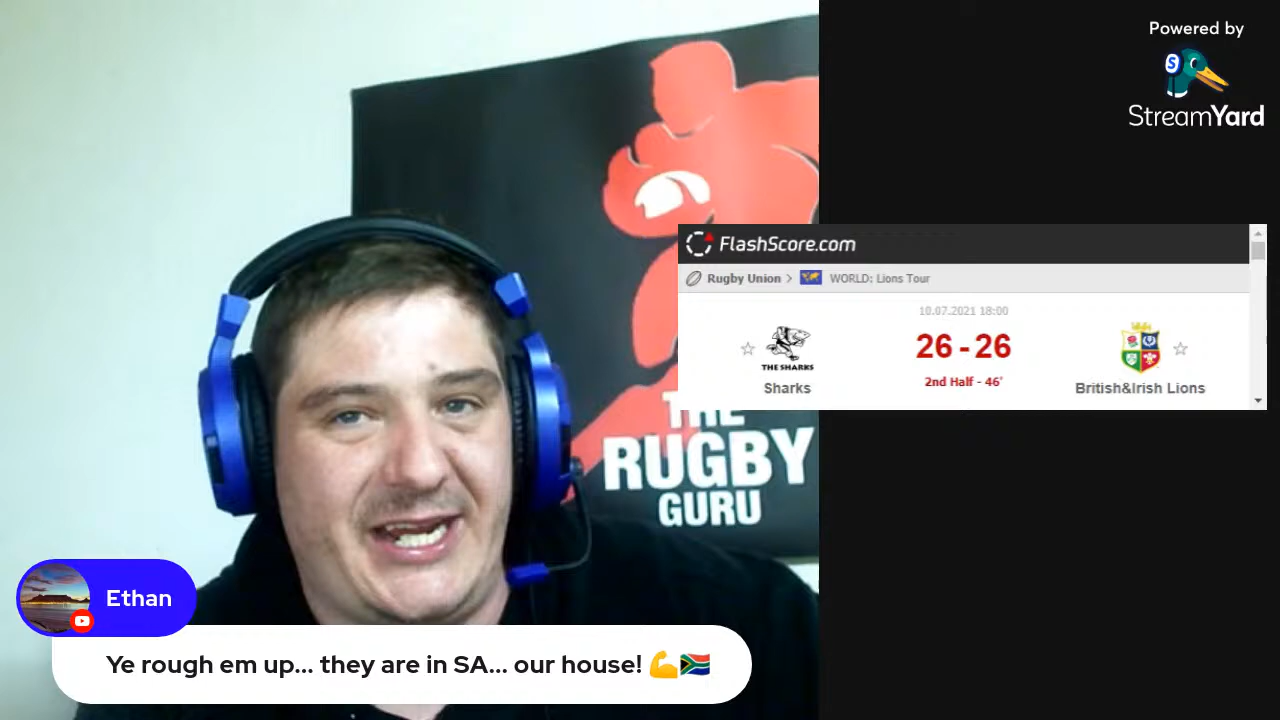 Powered by
StreamYard
FlashScore.com
Rugby Union > WORLD: Lions Tour
10.07.2021 18:00
26 - 26
2nd Half - 46'
THE SHARKS
Sharks
British&Irish Lions
THE
RUGBY
GURU
Ethan
Ye rough em up... they are in SA... our house! 💪🇿🇦